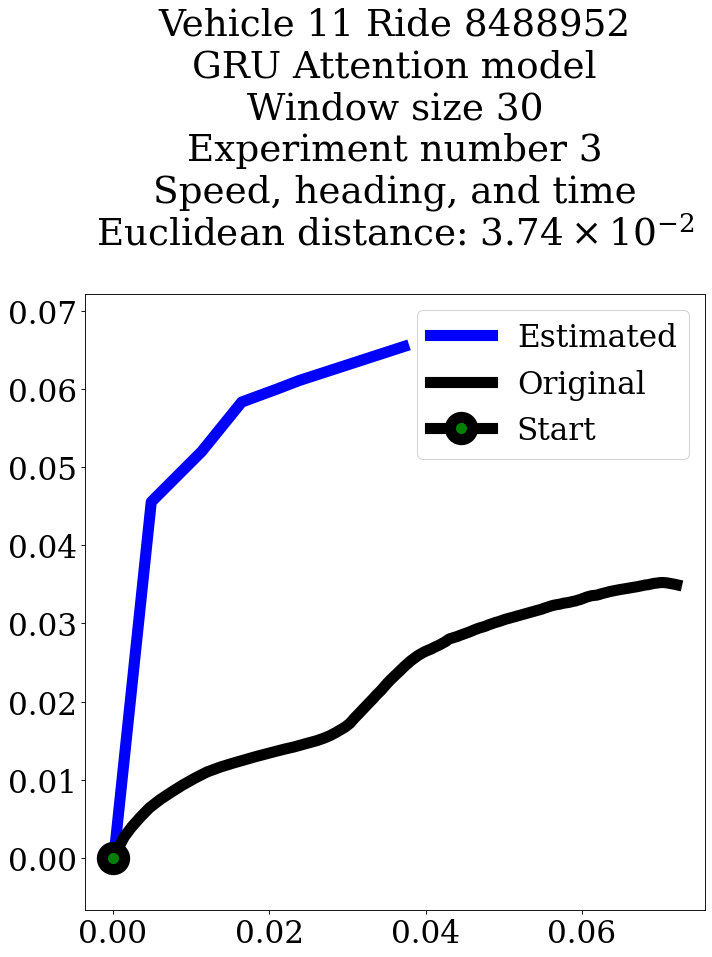 Vehicle 11 Ride 8488952
GRU Attention model
Window size 30
Experiment number 3
Speed, heading, and time
Euclidean distance: 3.74 × 10⁻²
0.07
0.06
0.05
0.04
0.03
0.02
0.01
0.00
Estimated
Original
Start
0.00 0.02 0.04 0.06